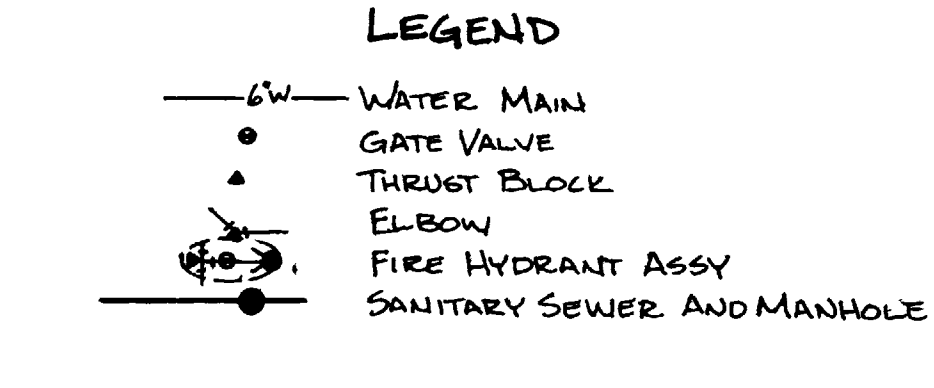 LEGEND
6"W WATER MAIN
GATE VALVE
THRUST BLOCK
ELBOW
FIRE HYDRANT ASSY
SANITARY SEWER AND MANHOLE